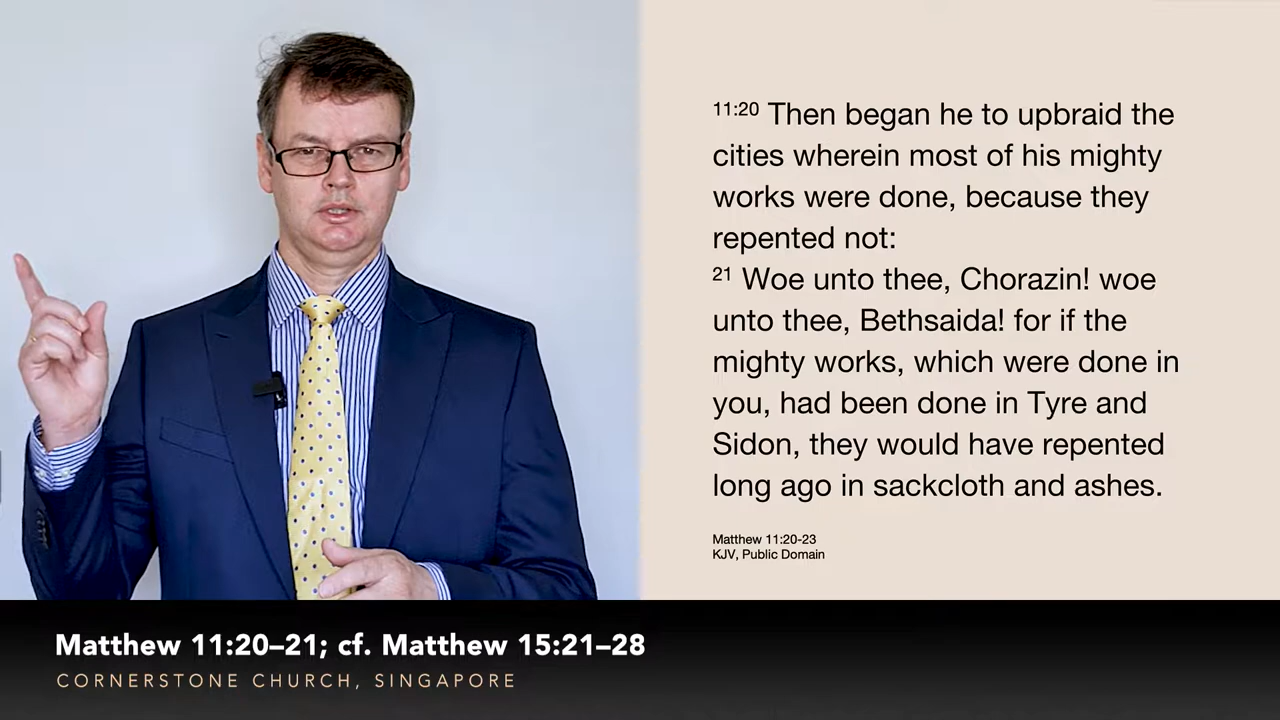 11:20 Then began he to upbraid the
cities wherein most of his mighty
works were done, because they
repented not:
21 Woe unto thee, Chorazin! woe
unto thee, Bethsaida! for if the
mighty works, which were done in
you, had been done in Tyre and
Sidon, they would have repented
long ago in sackcloth and ashes.
Matthew 11:20-23
KJV, Public Domain
Matthew 11:20–21; cf. Matthew 15:21–28
CORNERSTONE CHURCH, SINGAPORE